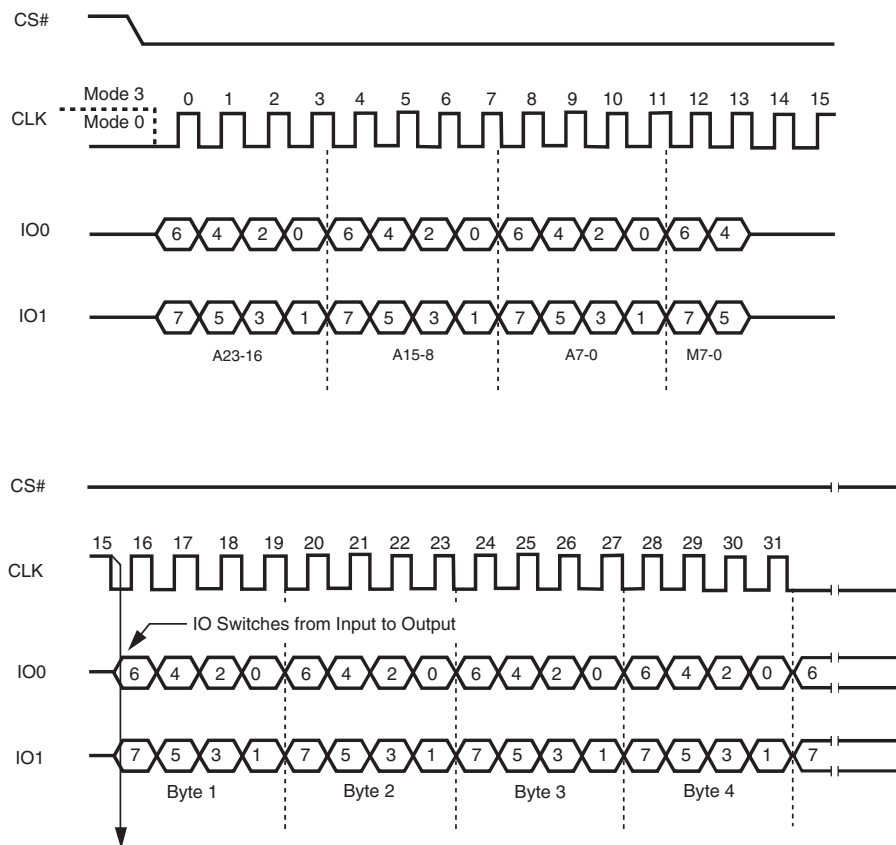 CS#
Mode 3
CLK
Mode 0
0 1 2 3 4 5 6 7 8 9 10 11 12 13 14 15
IO0
6 4 2 0 6 4 2 0 6 4 2 0 6 4
IO1
7 5 3 1 7 5 3 1 7 5 3 1 7 5
A23-16 A15-8 A7-0 M7-0
CS#
15 16 17 18 19 20 21 22 23 24 25 26 27 28 29 30 31
CLK
IO Switches from Input to Output
IO0
6 4 2 0 6 4 2 0 6 4 2 0 6 4 2 0 6
IO1
7 5 3 1 7 5 3 1 7 5 3 1 7 5 3 1 7
Byte 1 Byte 2 Byte 3 Byte 4